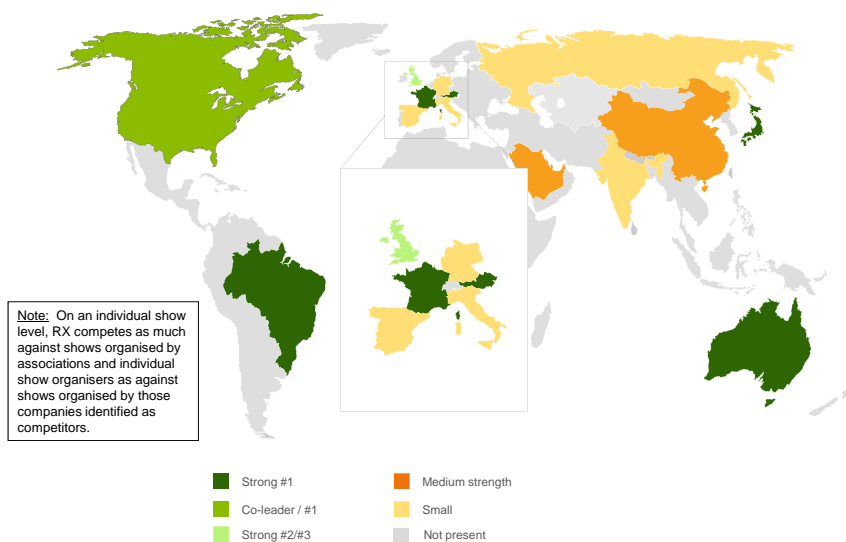 Note: On an individual show
level, RX competes as much
against shows organised by
associations and individual
show organisers as against
shows organised by those
companies identified as
competitors.
Strong #1
Co-leader / #1
Strong #2/#3
Medium strength
Small
Not present